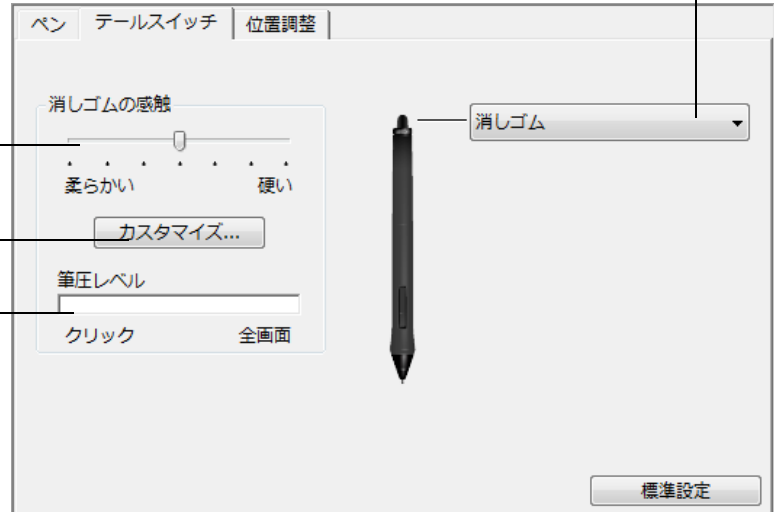 ペン テールスイッチ 位置調整
消しゴムの感触
消しゴム
柔らかい 硬い
カスタマイズ...
筆圧レベル
クリック 全画面
標準設定